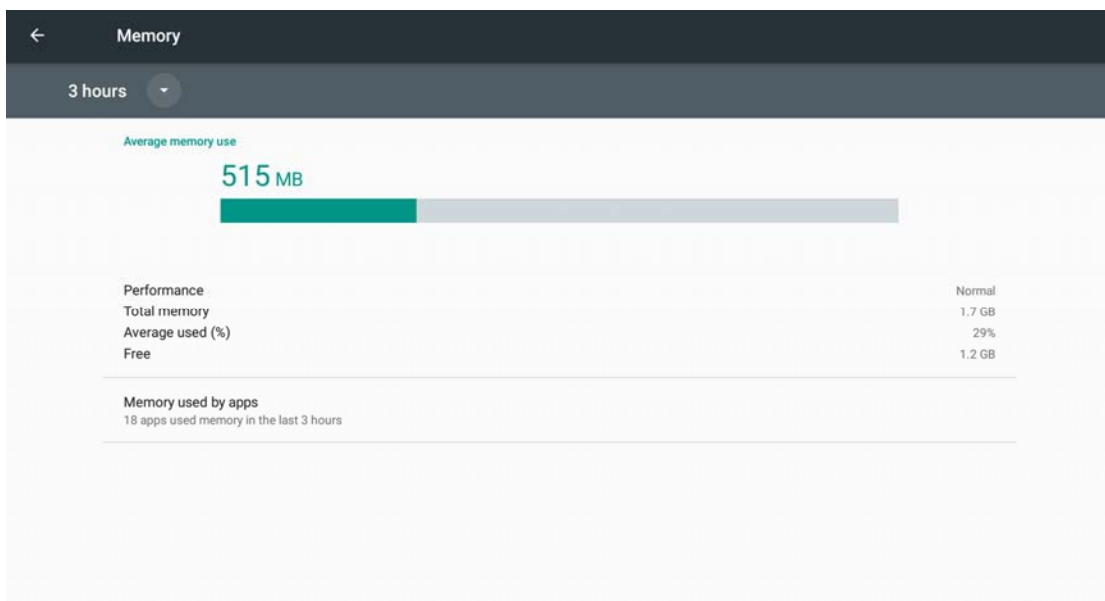 Memory
3 hours
Average memory use
515 MB
Performance Normal
Total memory 1.7 GB
Average used (%) 29%
Free 1.2 GB
Memory used by apps
18 apps used memory in the last 3 hours